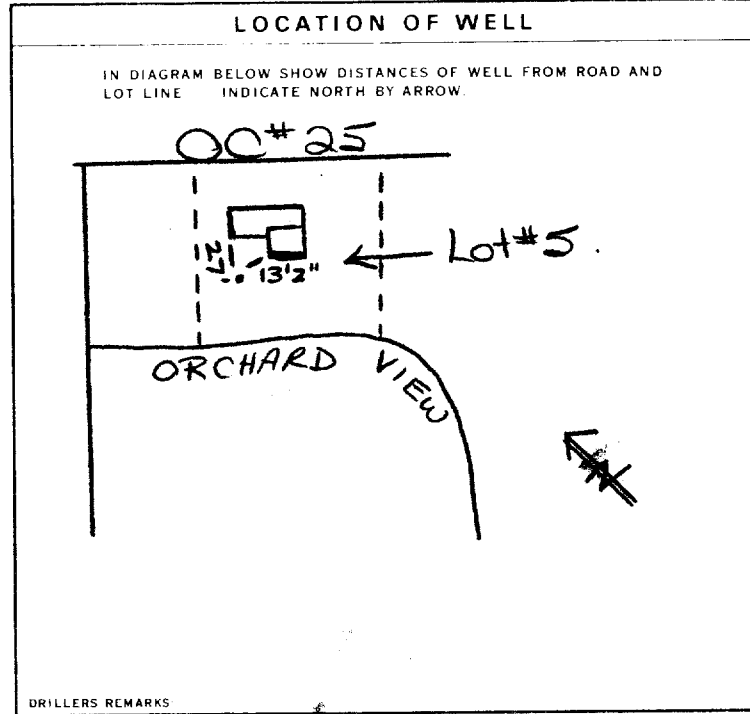 LOCATION OF WELL
IN DIAGRAM BELOW SHOW DISTANCES OF WELL FROM ROAD AND
LOT LINE INDICATE NORTH BY ARROW.
OC# 25
Lot #5.
27'
13'2"
ORCHARD VIEW
N
DRILLERS REMARKS